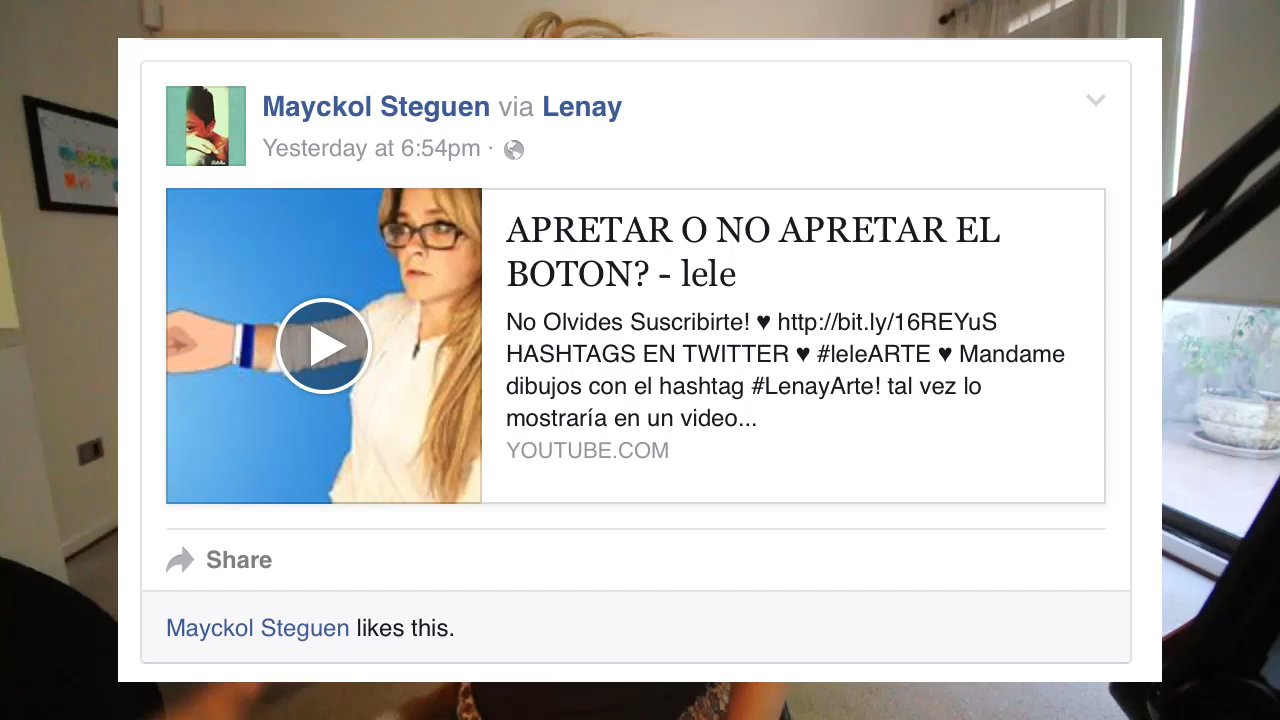 Mayckol Steguen via Lenay
Yesterday at 6:54pm ·
APRETAR O NO APRETAR EL
BOTON? - lele
No Olvides Suscribirte! ♥ http://bit.ly/16REYuS
HASHTAGS EN TWITTER ♥ #leleARTE ♥ Mandame
dibujos con el hashtag #LenayArte! tal vez lo
mostraría en un video...
YOUTUBE.COM
Share
Mayckol Steguen likes this.